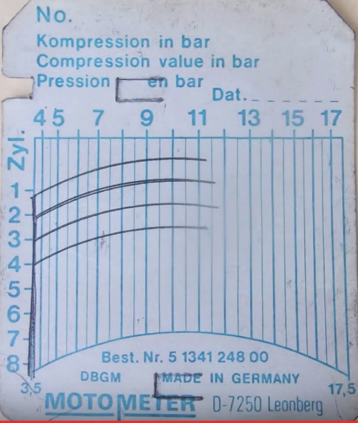 No.
Kompression in bar
Compression value in bar
Pression en bar
Dat.
4 5 7 9 11 13 15 17
Zyl.
1
2
3
4
5
6
7
8
3,5 17,5
Best. Nr. 5 1341 248 00
DBGM MADE IN GERMANY
MOTOMETER D-7250 Leonberg